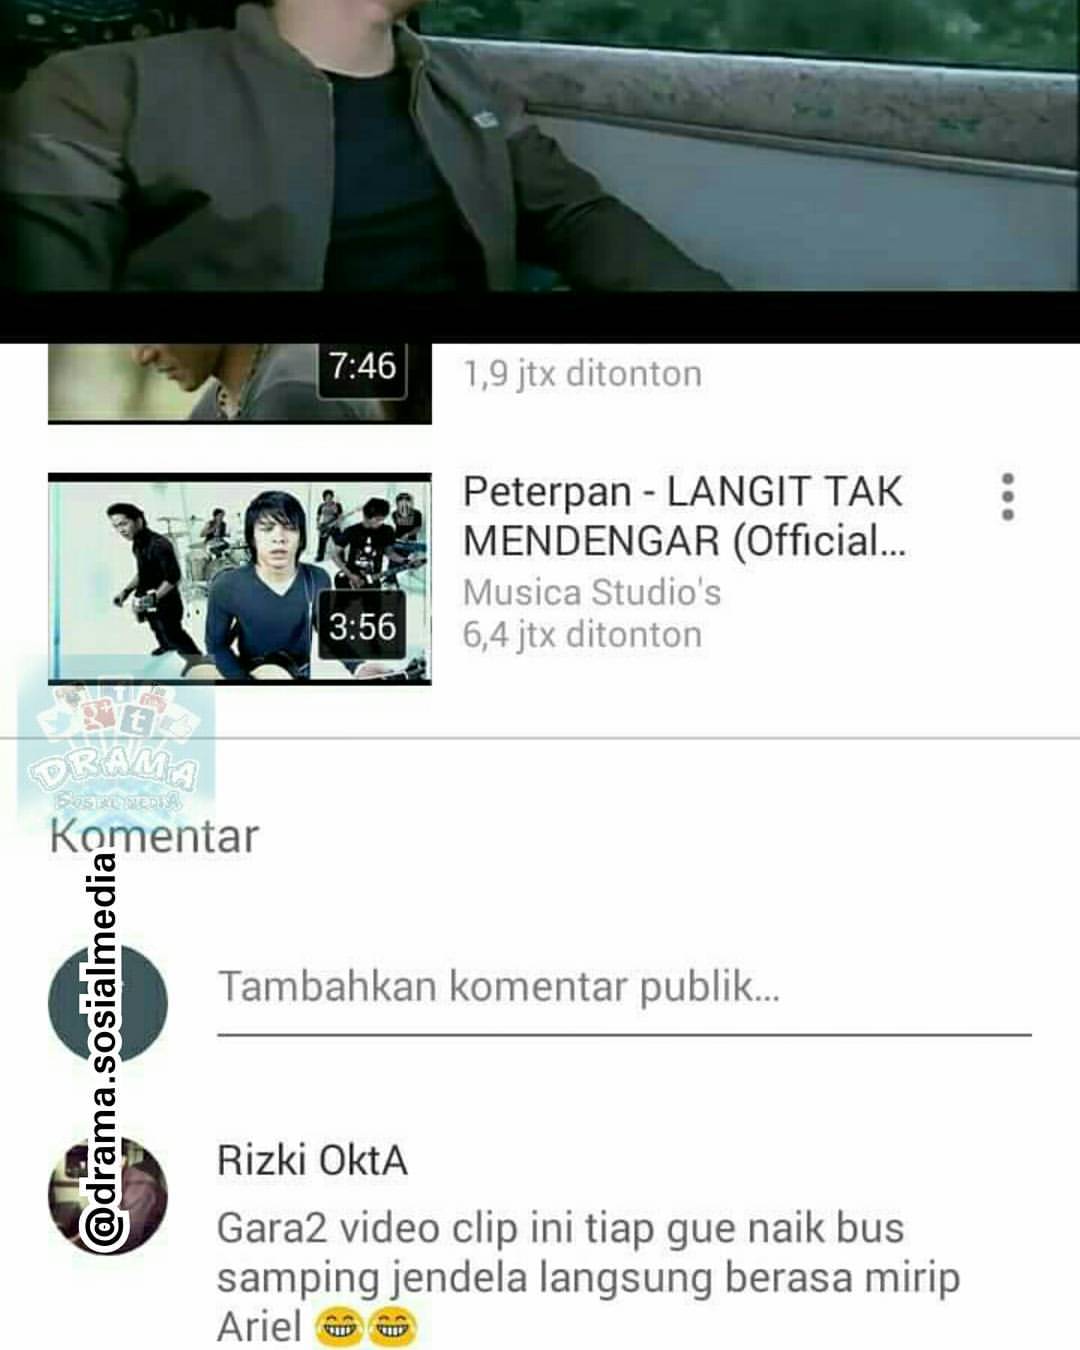 7:46
1,9 jtx ditonton
Peterpan - LANGIT TAK
MENDENGAR (Official...
Musica Studio's
6,4 jtx ditonton
3:56
DRAMA
SOSIAL MEDIA
Komentar
@drama.sosialmedia
Tambahkan komentar publik...
Rizki OktA
Gara2 video clip ini tiap gue naik bus
samping jendela langsung berasa mirip
Ariel 😂😂